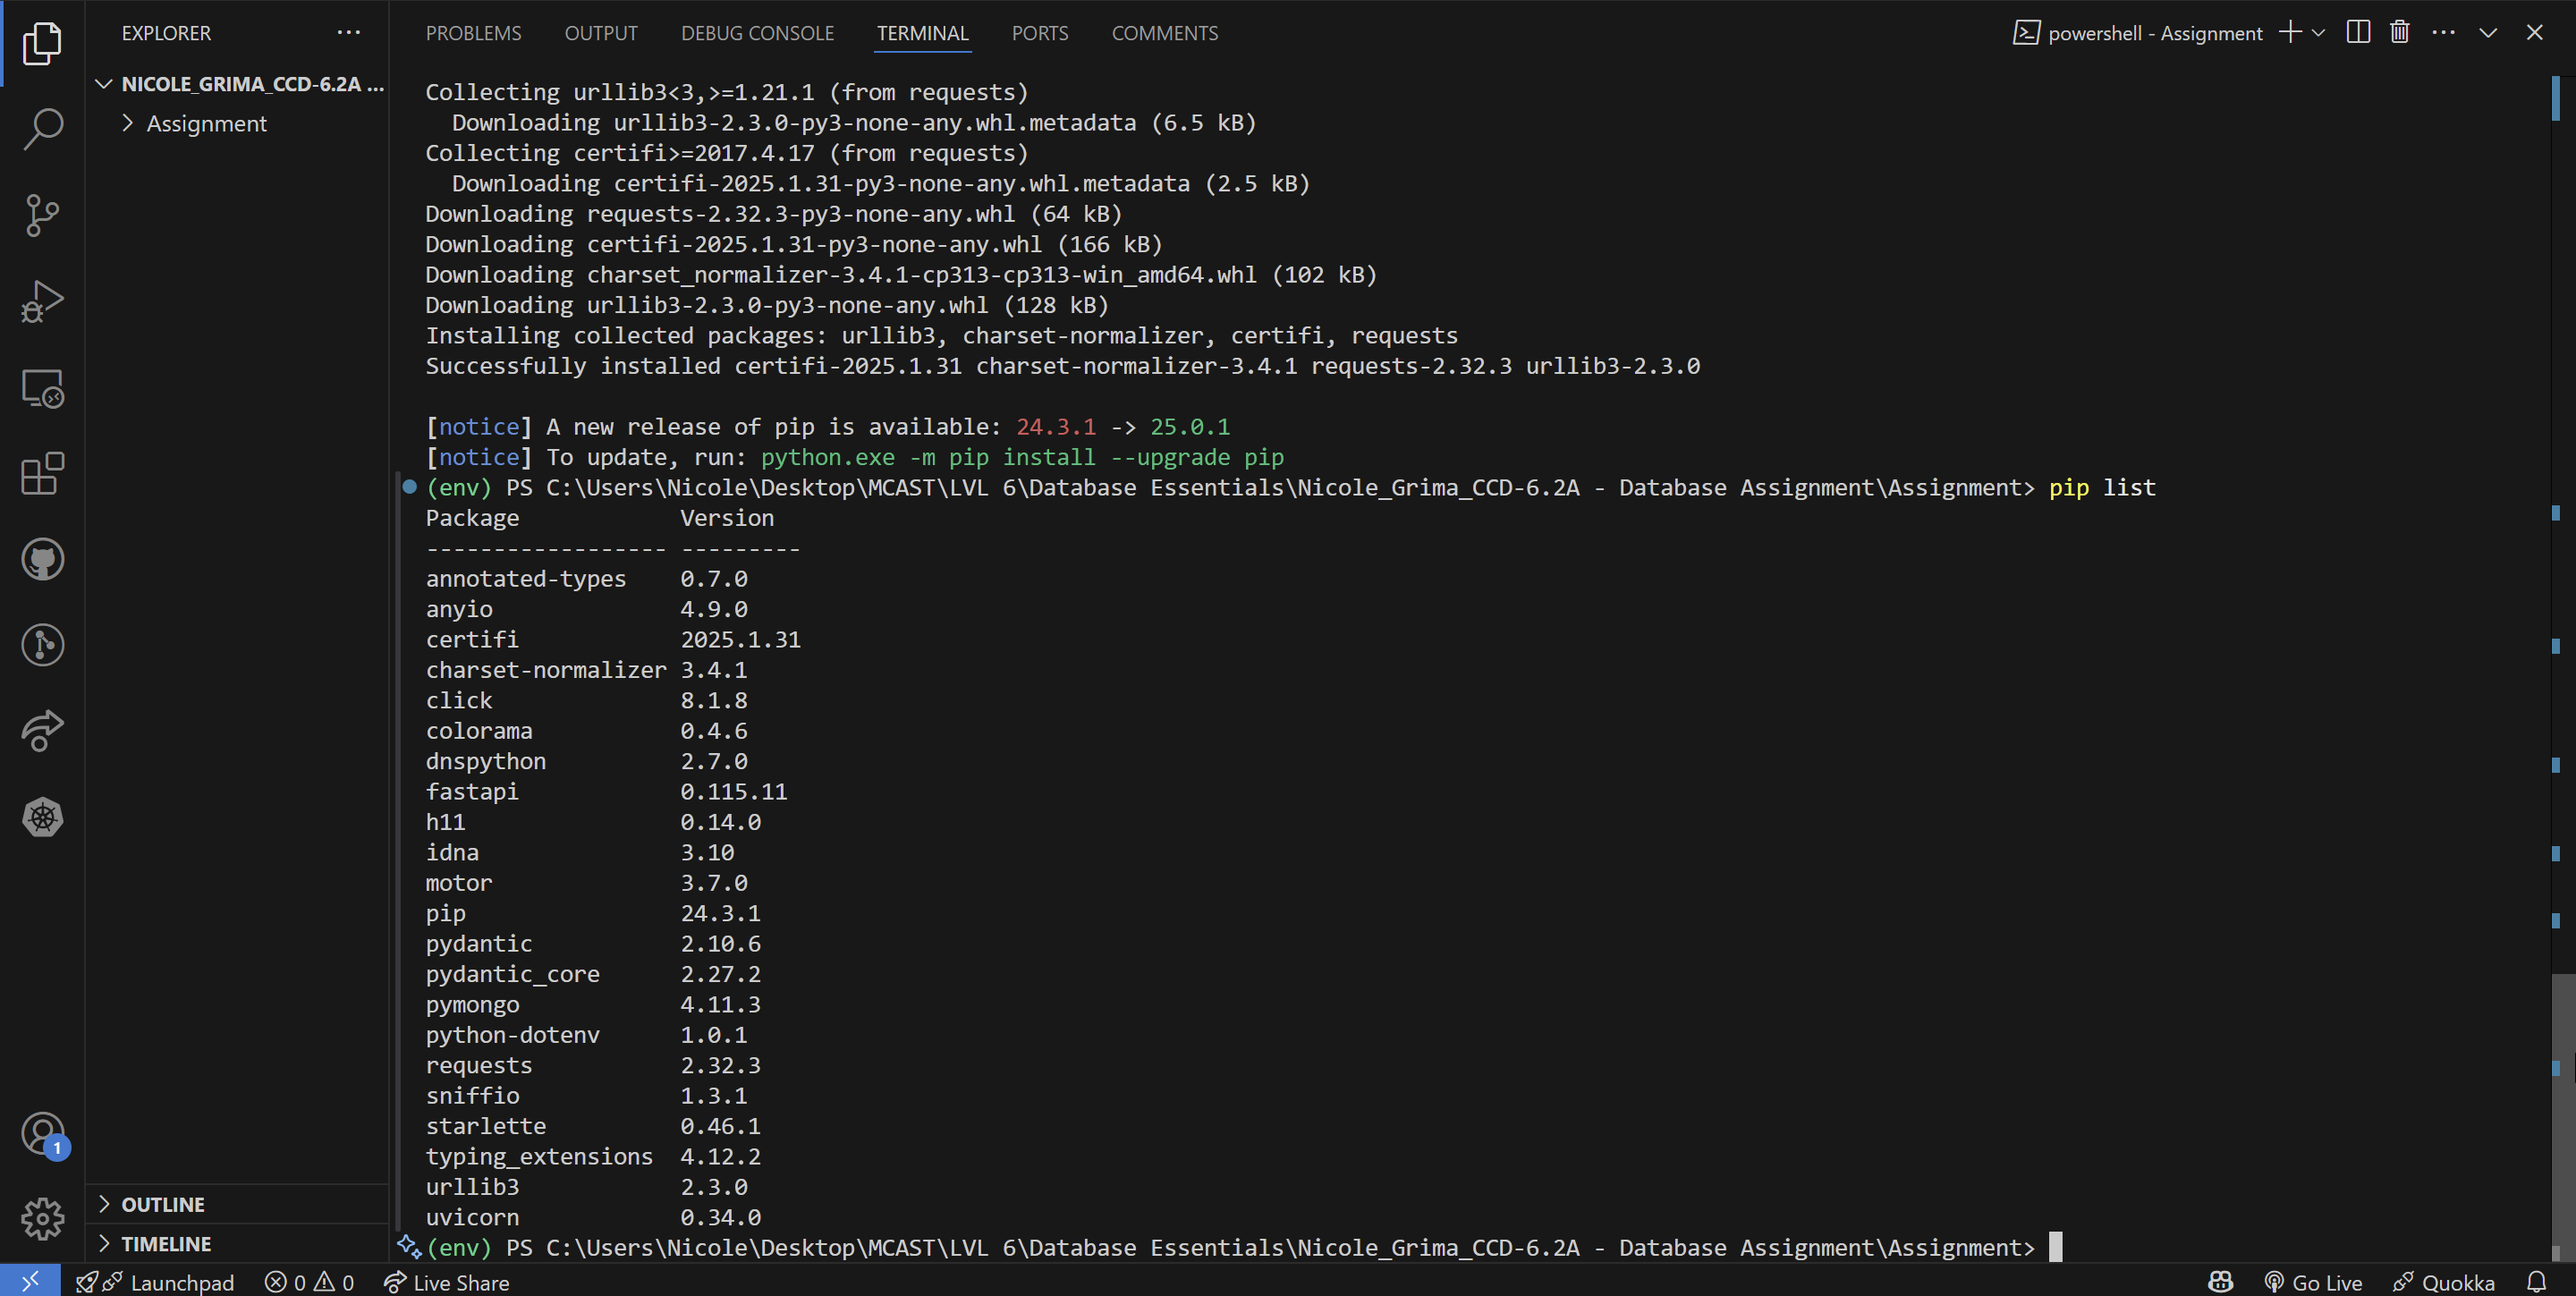 EXPLORER
NICOLE_GRIMA_CCD-6.2A ...
Assignment
OUTLINE
TIMELINE
PROBLEMS OUTPUT DEBUG CONSOLE TERMINAL PORTS COMMENTS
powershell - Assignment
Collecting urllib3<3,>=1.21.1 (from requests)
  Downloading urllib3-2.3.0-py3-none-any.whl.metadata (6.5 kB)
Collecting certifi>=2017.4.17 (from requests)
  Downloading certifi-2025.1.31-py3-none-any.whl.metadata (2.5 kB)
Downloading requests-2.32.3-py3-none-any.whl (64 kB)
Downloading certifi-2025.1.31-py3-none-any.whl (166 kB)
Downloading charset_normalizer-3.4.1-cp313-cp313-win_amd64.whl (102 kB)
Downloading urllib3-2.3.0-py3-none-any.whl (128 kB)
Installing collected packages: urllib3, charset-normalizer, certifi, requests
Successfully installed certifi-2025.1.31 charset-normalizer-3.4.1 requests-2.32.3 urllib3-2.3.0
[notice] A new release of pip is available: 24.3.1 -> 25.0.1
[notice] To update, run: python.exe -m pip install --upgrade pip
(env) PS C:\Users\Nicole\Desktop\MCAST\LVL 6\Database Essentials\Nicole_Grima_CCD-6.2A - Database Assignment\Assignment> pip list
Package            Version
------------------ ---------
annotated-types    0.7.0
anyio              4.9.0
certifi            2025.1.31
charset-normalizer 3.4.1
click              8.1.8
colorama           0.4.6
dnspython          2.7.0
fastapi            0.115.11
h11                0.14.0
idna               3.10
motor              3.7.0
pip                24.3.1
pydantic           2.10.6
pydantic_core      2.27.2
pymongo            4.11.3
python-dotenv      1.0.1
requests           2.32.3
sniffio            1.3.1
starlette          0.46.1
typing_extensions  4.12.2
urllib3            2.3.0
uvicorn            0.34.0
(env) PS C:\Users\Nicole\Desktop\MCAST\LVL 6\Database Essentials\Nicole_Grima_CCD-6.2A - Database Assignment\Assignment>
1
Launchpad 0 0 Live Share Go Live Quokka